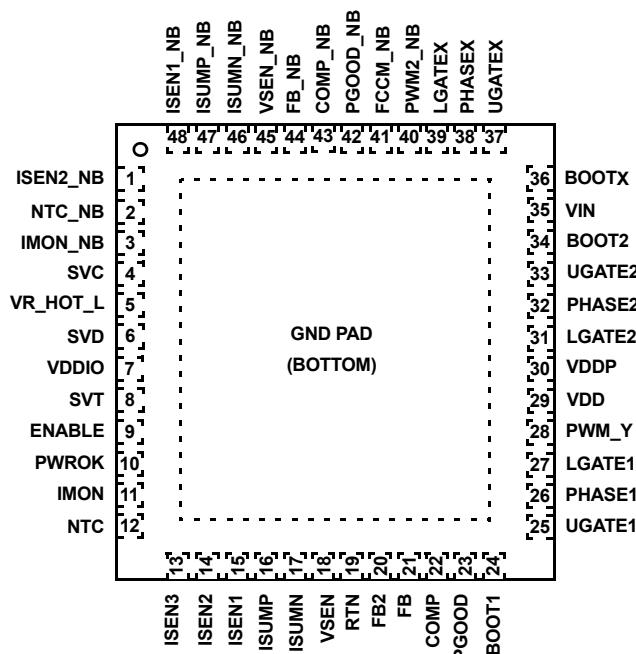 ISEN1_NB
ISUMP_NB
ISUMN_NB
VSEN_NB
FB_NB
COMP_NB
PGOOD_NB
FCCM_NB
PWM2_NB
LGATEX
PHASEX
UGATEX
48 47 46 45 44 43 42 41 40 39 38 37
ISEN2_NB 1
NTC_NB 2
IMON_NB 3
SVC 4
VR_HOT_L 5
SVD 6
VDDIO 7
SVT 8
ENABLE 9
PWROK 10
IMON 11
NTC 12
GND PAD
(BOTTOM)
36 BOOTX
35 VIN
34 BOOT2
33 UGATE2
32 PHASE2
31 LGATE2
30 VDDP
29 VDD
28 PWM_Y
27 LGATE1
26 PHASE1
25 UGATE1
13 14 15 16 17 18 19 20 21 22 23 24
ISEN3
ISEN2
ISEN1
ISUMP
ISUMN
VSEN
RTN
FB2
FB
COMP
PGOOD
BOOT1